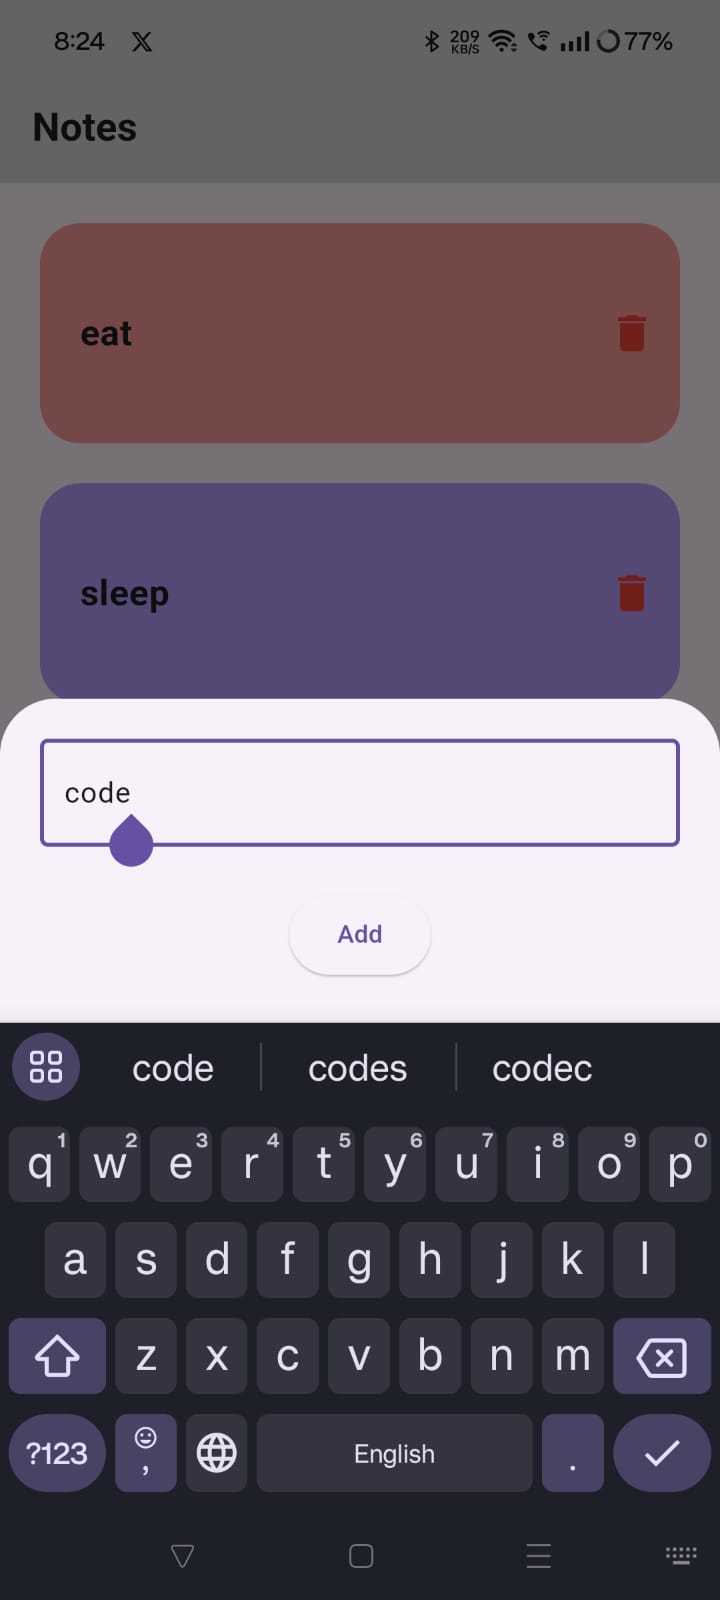 8:24 X 209 KB/S 77%
Notes
eat
sleep
code
Add
code codes codec
q1 w2 e3 r4 t5 y6 u7 i8 o9 p0
a s d f g h j k l
z x c v b n m
?123 , English .